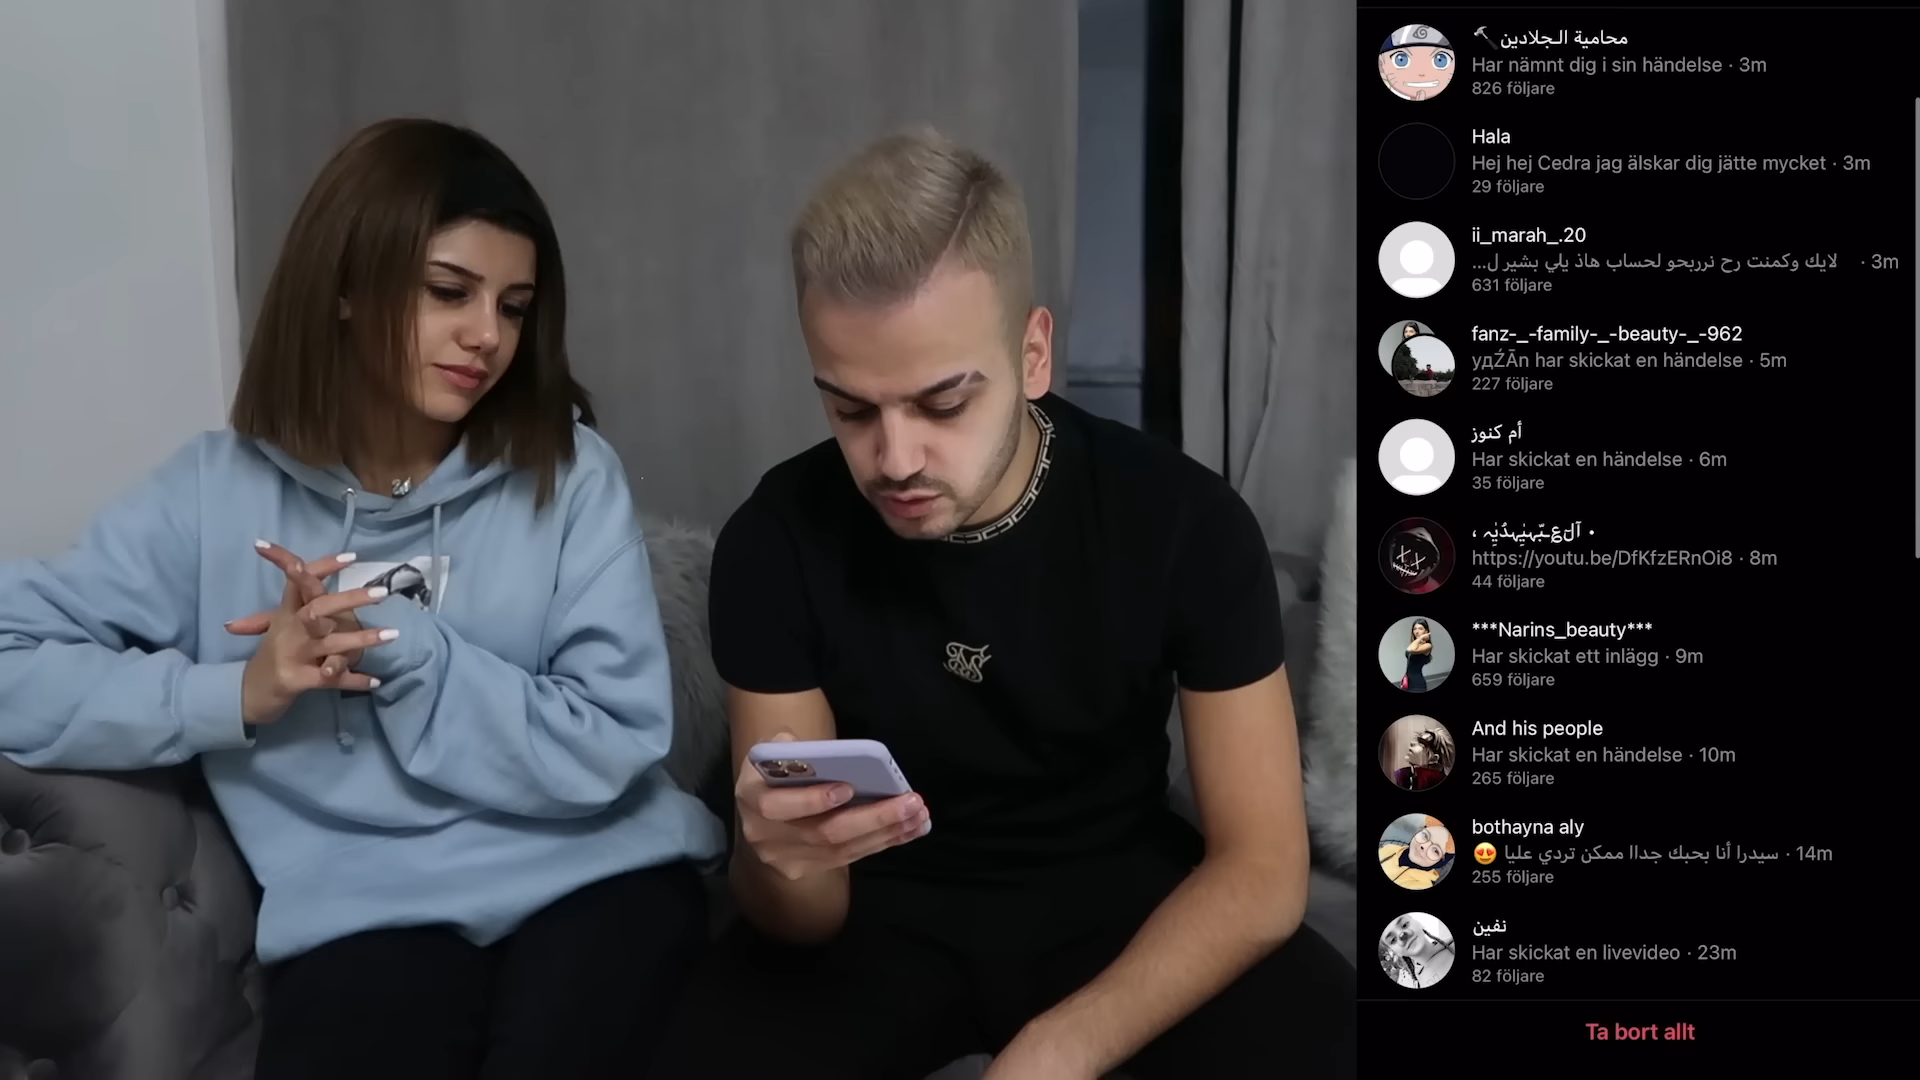 محامية الـجلادين🔨
Har nämnt dig i sin händelse · 3m
826 följare
Hala
Hej hej Cedra jag älskar dig jätte mycket · 3m
29 följare
ii_marah_.20
لايك وكمنت رح نرربحو لحساب هاذ يلي بشير ل... · 3m
631 följare
fanz-_-family-_-beauty-_-962
har skickat en händelse · 5m
227 följare
أم كنوز
Har skickat en händelse · 6m
35 följare
https://youtu.be/DfKfzERnOi8 · 8m
44 följare
***Narins_beauty***
Har skickat ett inlägg · 9m
659 följare
And his people
Har skickat en händelse · 10m
265 följare
bothayna aly
سيدرا أنا بحبك جداا ممكن تردي عليا 😍 · 14m
255 följare
نفين
Har skickat en livevideo · 23m
82 följare
Ta bort allt